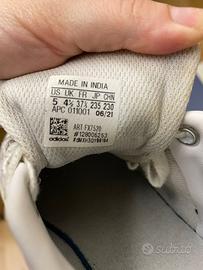 MADE IN INDIA
US UK FR JP CHN
5 4½ 37⅓ 235 230
APC 011001 06/21
ART FX7520
adidas
subito